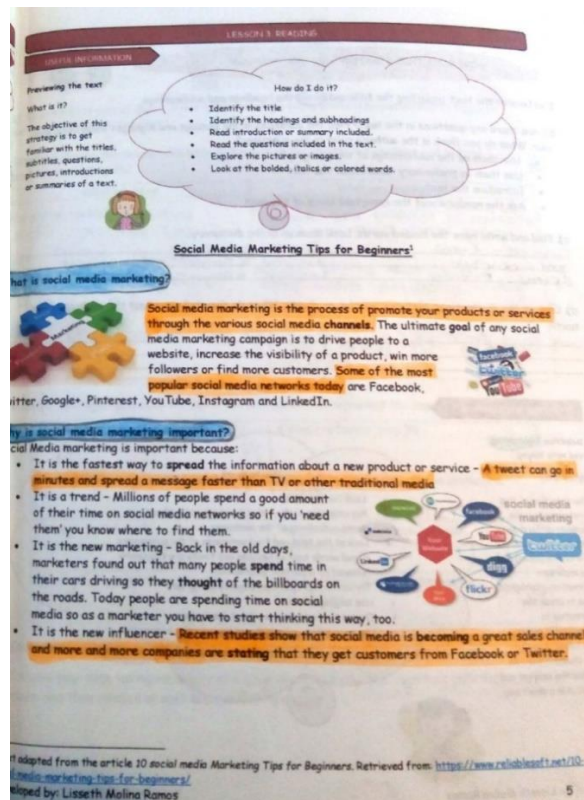 LESSON 3. READING
USEFUL INFORMATION
Previewing the text
What is it?
The objective of this
strategy is to get
familiar with the titles,
subtitles, questions,
pictures, introductions
or summaries of a text.
How do I do it?
• Identify the title
• Identify the headings and subheadings
Read introduction or summary included.
• Read the questions included in the text.
• Explore the pictures or images.
• Look at the bolded, italics or colored words.
Social Media Marketing Tips for Beginners¹
hat is social media marketing?
Marketing
Social media marketing is the process of promote your products or services
through the various social media channels. The ultimate goal of any social
media marketing campaign is to drive people to a
website, increase the visibility of a product, win more
followers or find more customers. Some of the most
popular social media networks today are Facebook,
itter, Google+, Pinterest, YouTube, Instagram and LinkedIn.
facebook
twitter
YouTube
hy is social media marketing important?
cial Media marketing is important because:
• It is the fastest way to spread the information about a new product or service - A tweet can go in
minutes and spread a message faster than TV or other traditional media
• It is a trend - Millions of people spend a good amount
of their time on social media networks so if you 'need
them' you know where to find them.
• It is the new marketing - Back in the old days,
marketers found out that many people spend time in
their cars driving so they thought of the billboards on
the roads. Today people are spending time on social
media so as a marketer you have to start thinking this way, too.
• It is the new influencer - Recent studies show that social media is becoming a great sales channe
and more and more companies are stating that they get customers from Facebook or Twitter.
social media
marketing
facebook
YouTube
twitter
digg
flickr
LinkedIn
Your
Website
t adapted from the article 10 social media Marketing Tips for Beginners. Retrieved from: https://www.reliablesoft.net/10-
l-media-marketing-tips-for-beginners/
eloped by: Lisseth Molina Ramos
5